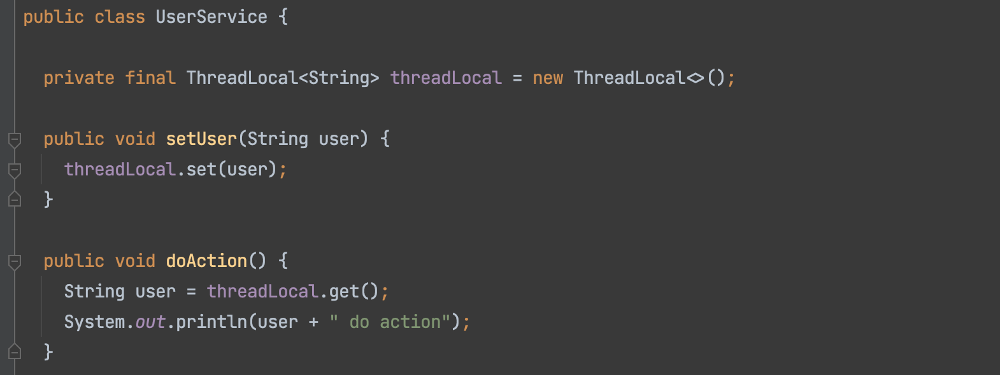 public class UserService {
private final ThreadLocal<String> threadLocal = new ThreadLocal<>();
public void setUser(String user) {
threadLocal.set(user);
}
public void doAction() {
String user = threadLocal.get();
System.out.println(user + " do action");
}